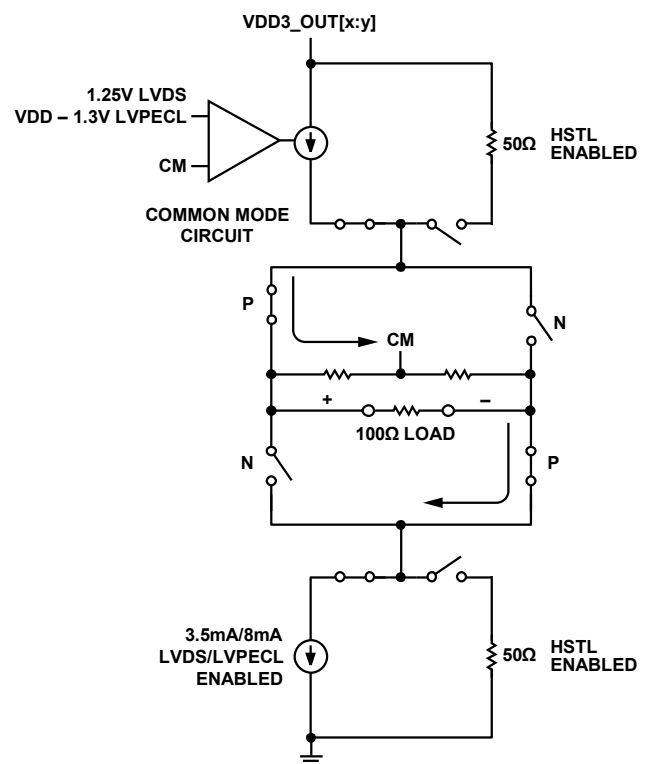 VDD3_OUT[x:y]
1.25V LVDS
VDD – 1.3V LVPECL
CM
COMMON MODE
CIRCUIT
50Ω
HSTL
ENABLED
P
N
CM
+
–
100Ω LOAD
N
P
3.5mA/8mA
LVDS/LVPECL
ENABLED
50Ω
HSTL
ENABLED